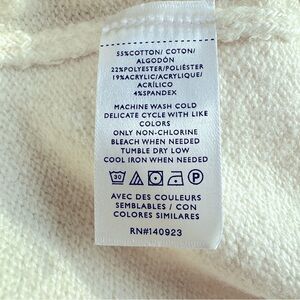 55%COTTON/ COTON/
ALGODÓN
22%POLYESTER/POLIÉSTER
19%ACRYLIC/ACRYLIQUE/
ACRÍLICO
4%SPANDEX
MACHINE WASH COLD
DELICATE CYCLE WITH LIKE
COLORS
ONLY NON-CHLORINE
BLEACH WHEN NEEDED
TUMBLE DRY LOW
COOL IRON WHEN NEEDED
30 P
AVEC DES COULEURS
SEMBLABLES / CON
COLORES SIMILARES
RN#140923